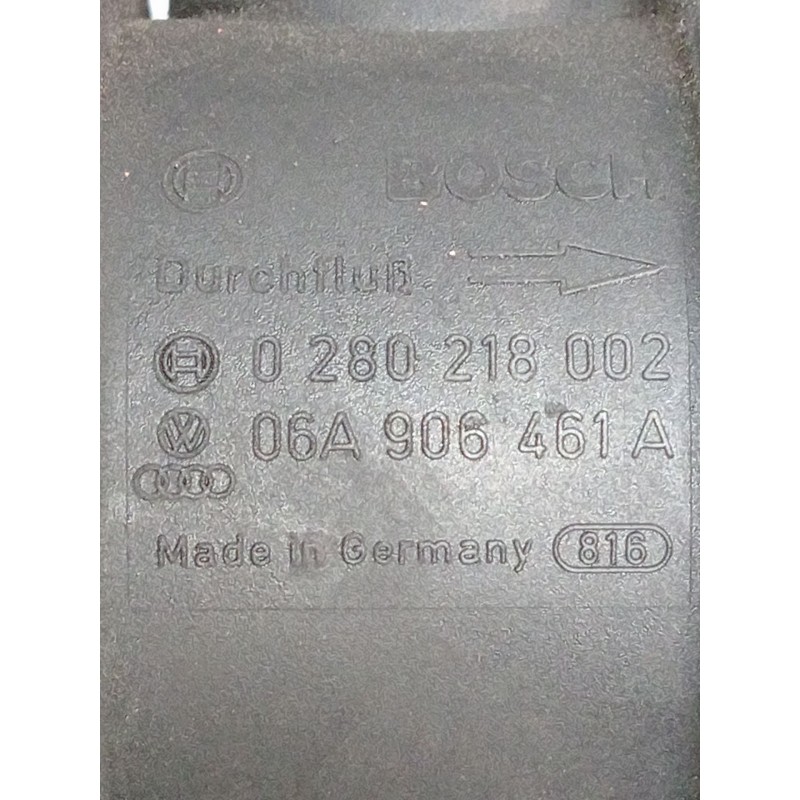 BOSCH
Durchfluß
0 280 218 002
06A 906 461 A
Made in Germany 816